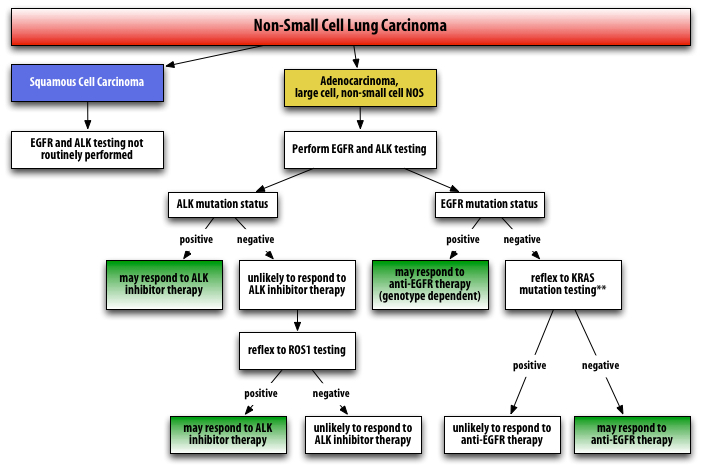 Non-Small Cell Lung Carcinoma
Squamous Cell Carcinoma
Adenocarcinoma,
large cell, non-small cell NOS
EGFR and ALK testing not
routinely performed
Perform EGFR and ALK testing
ALK mutation status
EGFR mutation status
positive
negative
positive
negative
may respond to ALK
inhibitor therapy
unlikely to respond to
ALK inhibitor therapy
may respond to
anti-EGFR therapy
(genotype dependent)
reflex to KRAS
mutation testing**
reflex to ROS1 testing
positive
negative
positive
negative
may respond to ALK
inhibitor therapy
unlikely to respond to
ALK inhibitor therapy
unlikely to respond to
anti-EGFR therapy
may respond to
anti-EGFR therapy